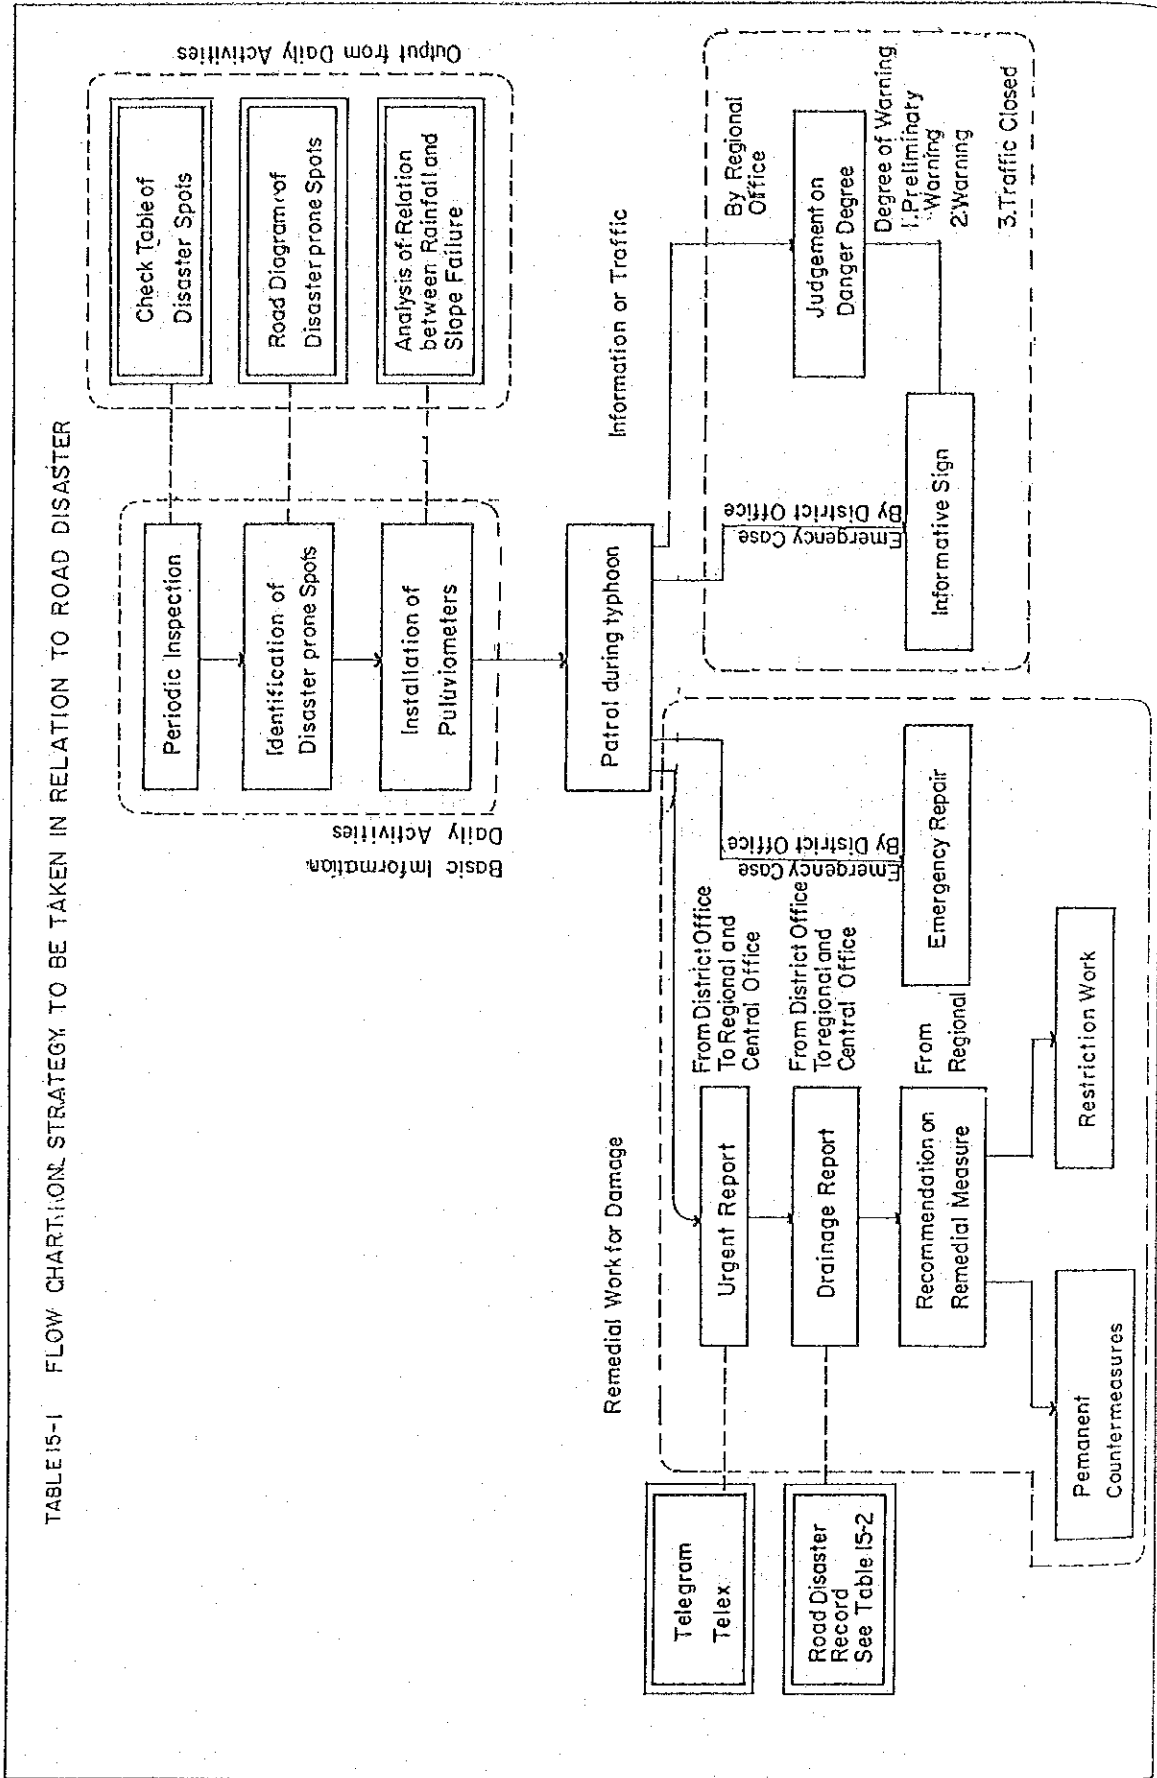 TABLE 15-1 FLOW CHART ON STRATEGY TO BE TAKEN IN RELATION TO ROAD DISASTER
Basic Imformation
Daily Activities
Periodic Inspection
Identification of
Disaster prone Spots
Installation of
Puluviometers
Output from Daily Activities
Check Table of
Disaster Spots
Road Diagram of
Disaster prone Spots
Analysis of Relation
between Rainfall and
Slope Failure
Patrol during typhoon
Remedial Work for Damage
Telegram
Telex
Urgent Report
From District Office
To Regional and
Central Office
Road Disaster
Record
See Table 15-2
Drainage Report
From District Office
To regional and
Central Office
Recommendation on
Remedial Measure
From
Regional
Emergency Case
By District Office
Emergency Repair
Pemanent
Countermeasures
Restriction Work
Information or Traffic
Emergency Case
By District Office
Informative Sign
By Regional
Office
Judgement on
Danger Degree
Degree of Warning
1.Preliminary
Warning
2.Warning
3.Traffic Closed